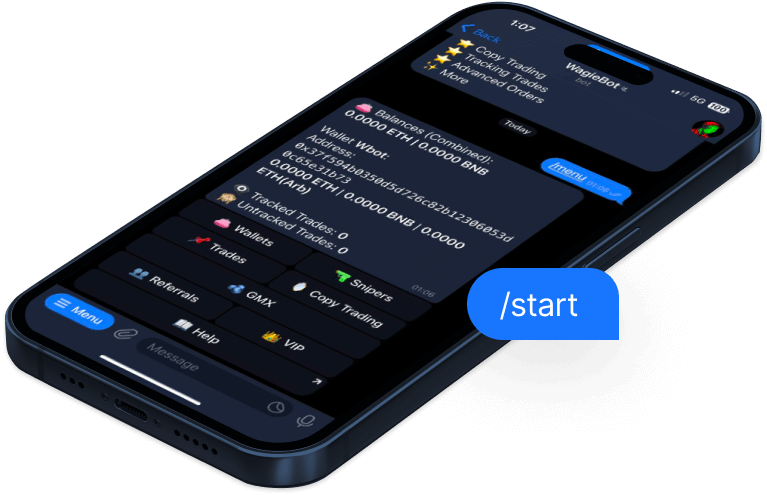 1:07
5G 100
Back
WagieBot
bot
⭐ Copy Trading
⭐ Tracking Trades
⭐ Advanced Orders
✨ More
Today
/menu 01:06
👛 Balances (Combined):
0.0000 ETH | 0.0000 BNB
Wallet Wbot:
Address:
0x37f594b0350d5d726c82b12306053d
0c65e31b73
0.0000 ETH | 0.0000 BNB | 0.0000
ETH(Arb)
Tracked Trades: 0
Untracked Trades: 0
01:06
👛 Wallets
🔫 Snipers
Trades
Copy Trading
👥 Referrals
GMX
📖 Help
👑 VIP
Menu
Message
/start